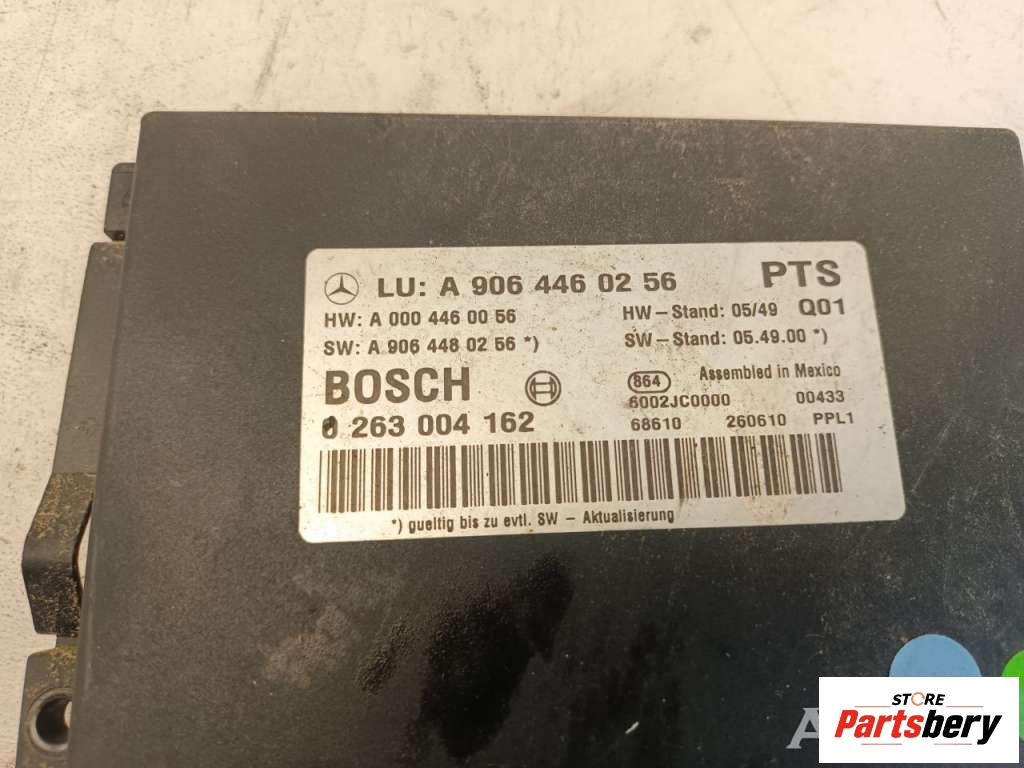 LU: A 906 446 02 56 PTS
HW: A 000 446 00 56 HW – Stand: 05/49 Q01
SW: A 906 448 02 56 *) SW – Stand: 05.49.00 *)
BOSCH 864 Assembled in Mexico
6002JC0000 00433
0 263 004 162 68610 260610 PPL1
*) gueltig bis zu evtl. SW – Aktualisierung
STORE
Partsbery